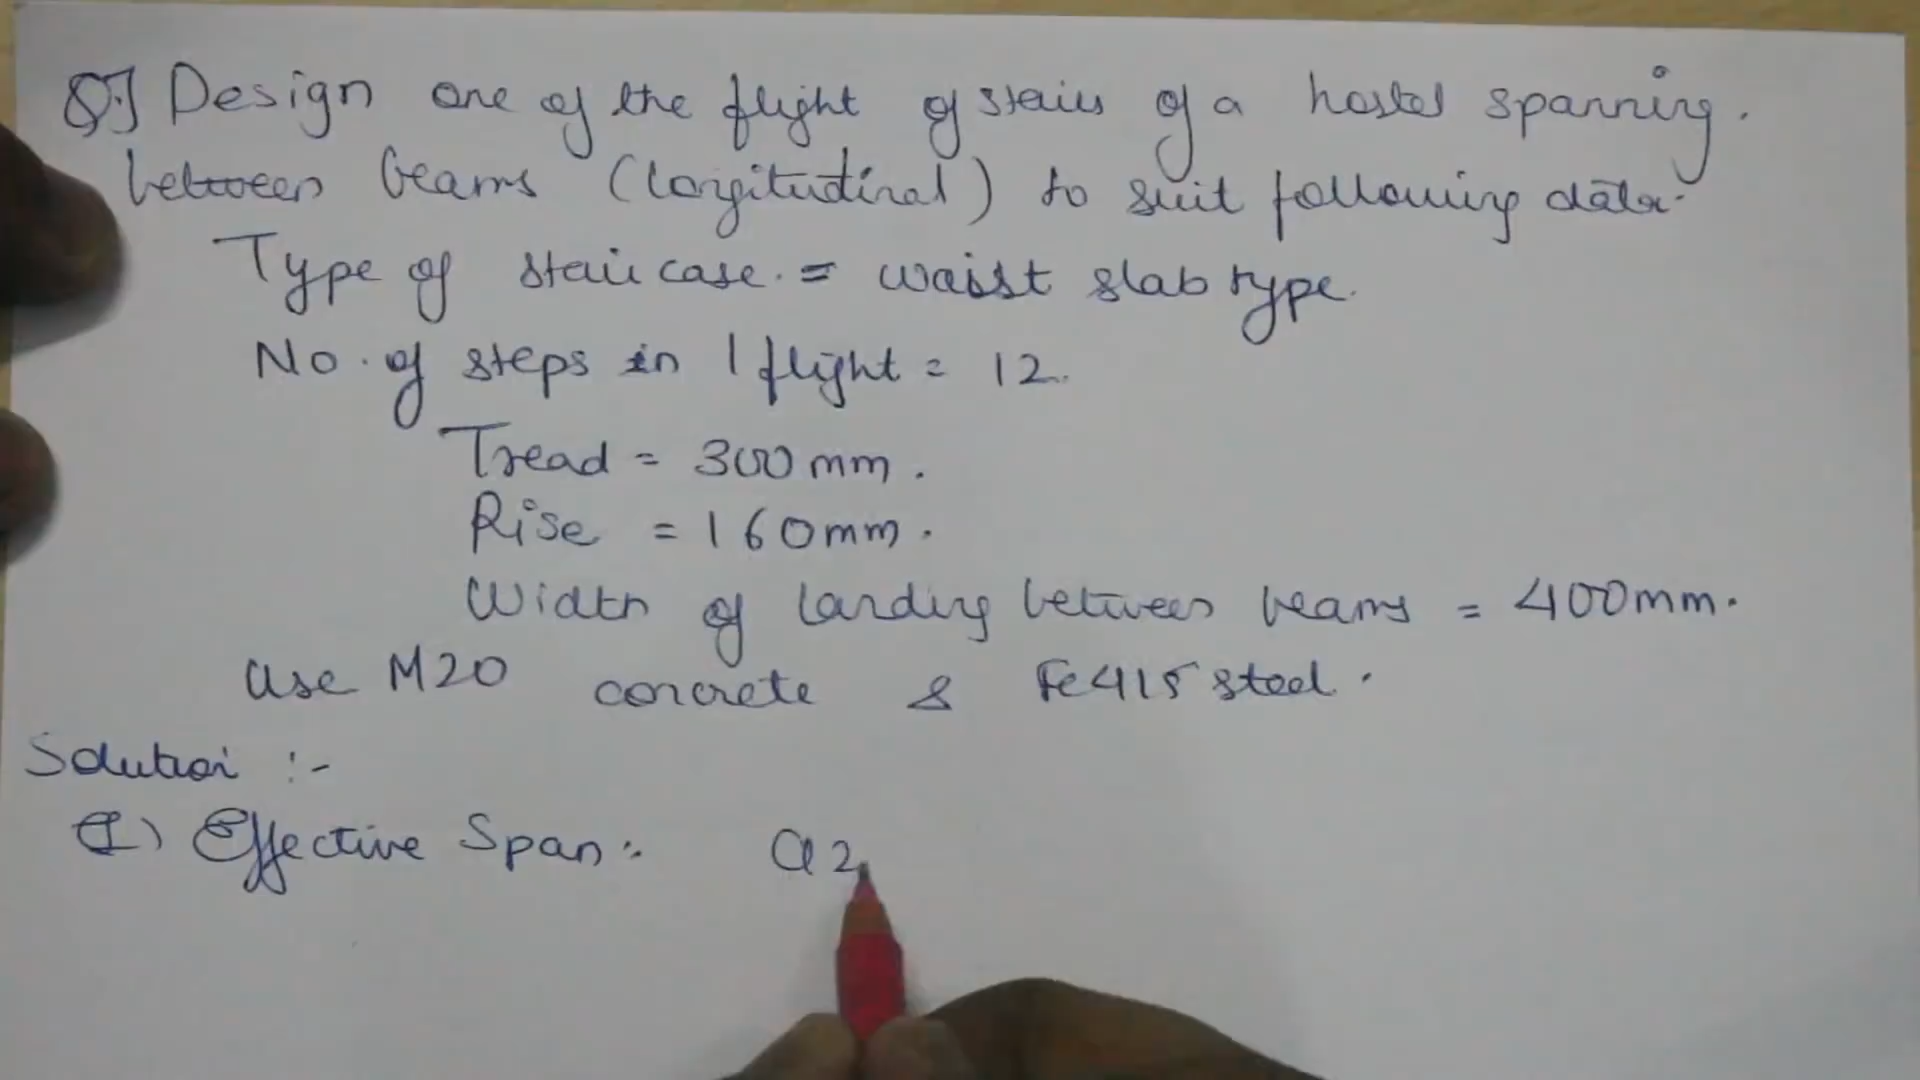 Q.] Design one of the flight of stairs of a hostel spanning.
between beams (longitudinal) to suit following data.
Type of staircase. = waist slab type.
No. of steps in 1 flight = 12.
Tread = 300mm.
Rise = 160mm.
Width of landing between beams = 400mm.
Use M20 concrete & Fe415 steel.
Solution :-
I) Effective Span :- a2